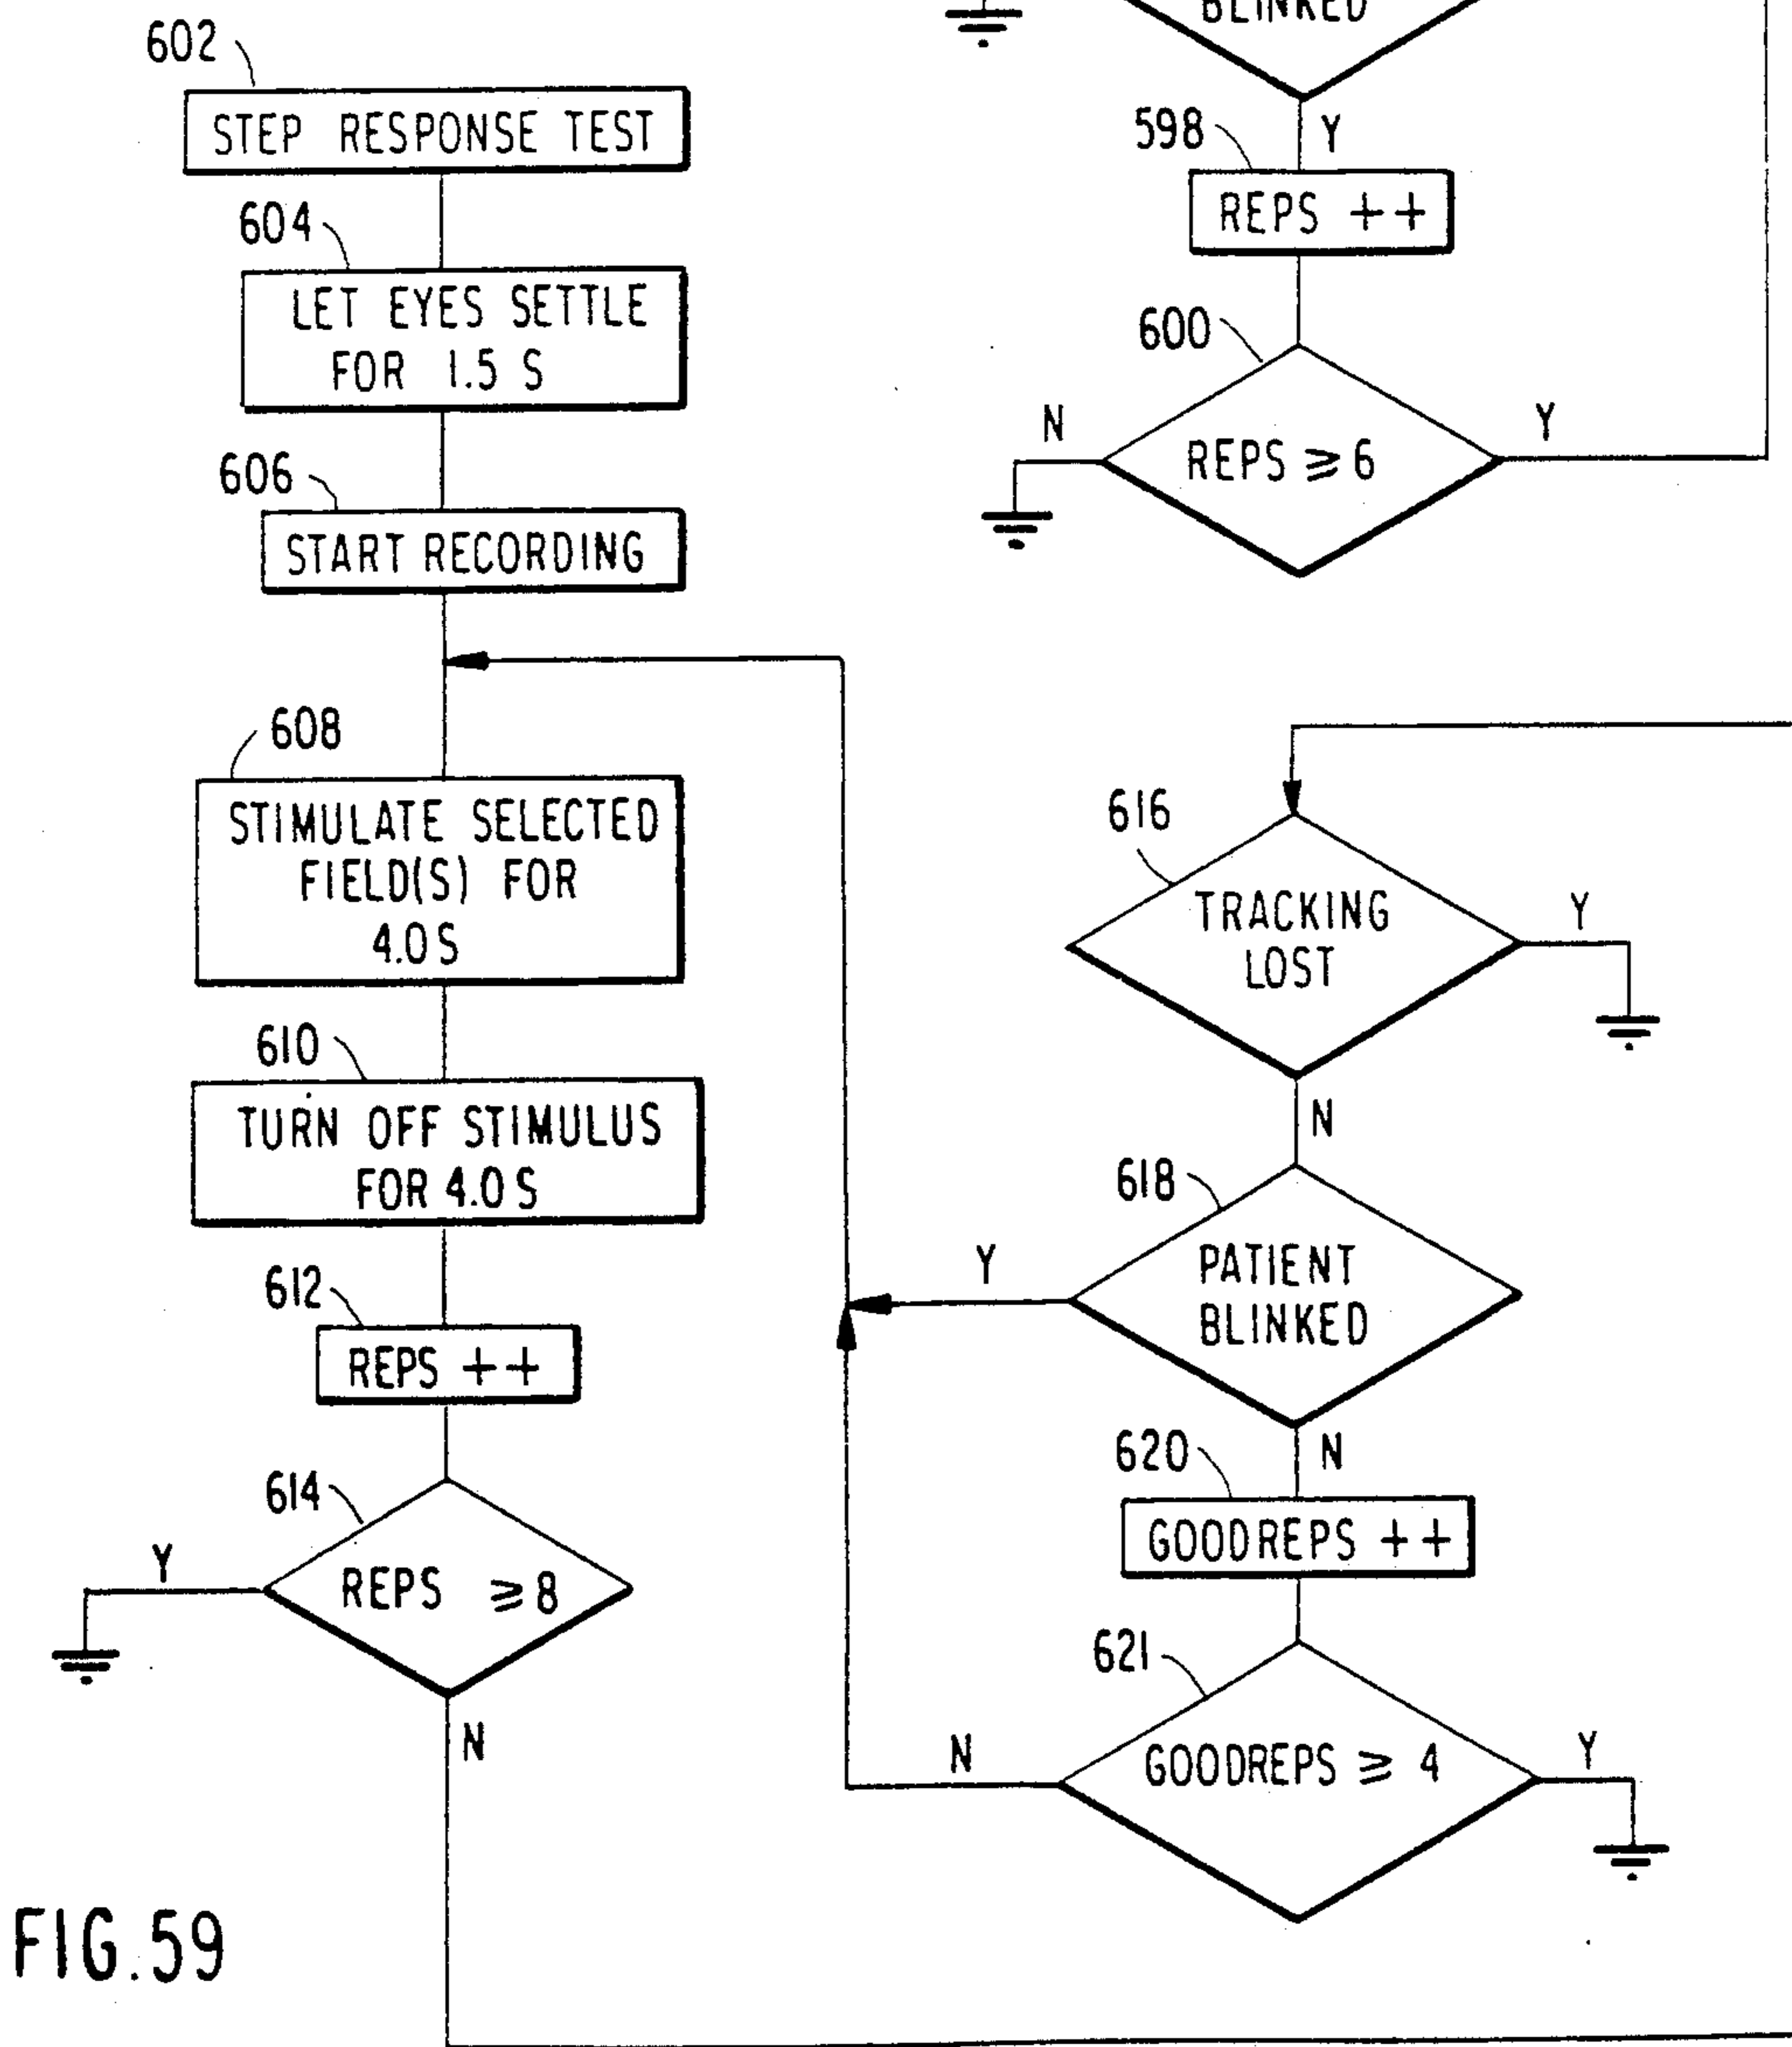 602
STEP RESPONSE TEST
604
LET EYES SETTLE
FOR 1.5 S
606
START RECORDING
608
STIMULATE SELECTED
FIELD(S) FOR
4.0 S
610
TURN OFF STIMULUS
FOR 4.0 S
612
REPS ++
614
Y
REPS ≥ 8
N
BLINKED
Y
598
REPS ++
600
N
REPS ≥ 6
Y
616
TRACKING
LOST
Y
N
618
Y
PATIENT
BLINKED
N
620
GOODREPS ++
621
N
GOODREPS ≥ 4
Y
FIG. 59